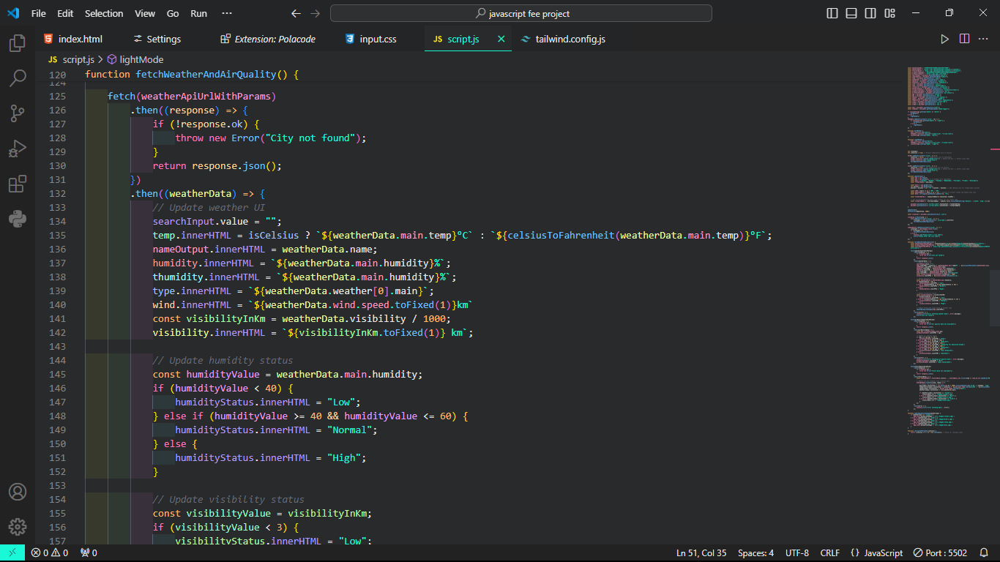 File Edit Selection View Go Run ··· javascript fee project
index.html Settings Extension: Polacode input.css JS script.js tailwind.config.js
JS script.js > lightMode
120 function fetchWeatherAndAirQuality() {
124
125 fetch(weatherApiUrlWithParams)
126 .then((response) => {
127 if (!response.ok) {
128 throw new Error("City not found");
129 }
130 return response.json();
131 })
132 .then((weatherData) => {
133 // Update weather UI
134 searchInput.value = "";
135 temp.innerHTML = isCelsius ? `${weatherData.main.temp}°C` : `${celsiusToFahrenheit(weatherData.main.temp)}°F`;
136 nameOutput.innerHTML = weatherData.name;
137 humidity.innerHTML = `${weatherData.main.humidity}%`;
138 thumidity.innerHTML = `${weatherData.main.humidity}%`;
139 type.innerHTML = `${weatherData.weather[0].main}`;
140 wind.innerHTML = `${weatherData.wind.speed.toFixed(1)}km`
141 const visibilityInKm = weatherData.visibility / 1000;
142 visibility.innerHTML = `${visibilityInKm.toFixed(1)} km`;
143
144 // Update humidity status
145 const humidityValue = weatherData.main.humidity;
146 if (humidityValue < 40) {
147 humidityStatus.innerHTML = "Low";
148 } else if (humidityValue >= 40 && humidityValue <= 60) {
149 humidityStatus.innerHTML = "Normal";
150 } else {
151 humidityStatus.innerHTML = "High";
152 }
153
154 // Update visibility status
155 const visibilityValue = visibilityInKm;
156 if (visibilityValue < 3) {
157 visibilityStatus.innerHTML = "Low";
0 0 0 Ln 51, Col 35 Spaces: 4 UTF-8 CRLF {} JavaScript Port : 5502